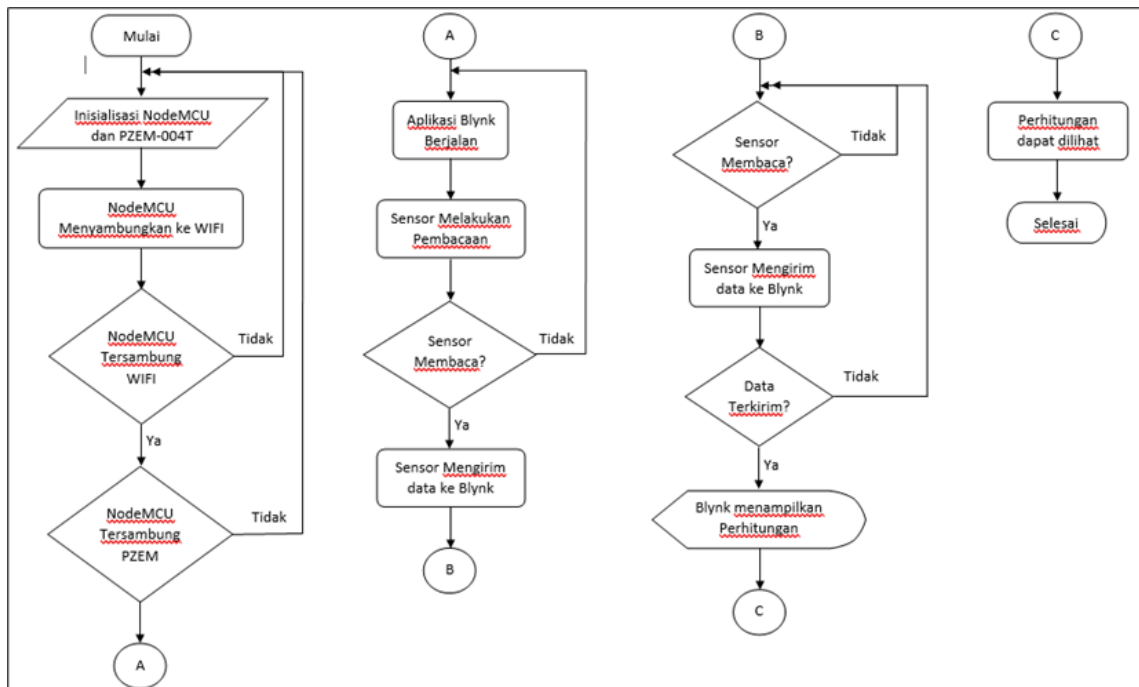 Mulai
Inisialisasi NodeMCU
dan PZEM-004T
NodeMCU
Menyambungkan ke WIFI
NodeMCU
Tersambung
WIFI
Tidak
Ya
NodeMCU
Tersambung
PZEM
Tidak
A
A
Aplikasi Blynk
Berjalan
Sensor Melakukan
Pembacaan
Sensor
Membaca?
Tidak
Ya
Sensor Mengirim
data ke Blynk
B
B
Sensor
Membaca?
Tidak
Ya
Sensor Mengirim
data ke Blynk
Data
Terkirim?
Tidak
Ya
Blynk menampilkan
Perhitungan
C
C
Perhitungan
dapat dilihat
Selesai